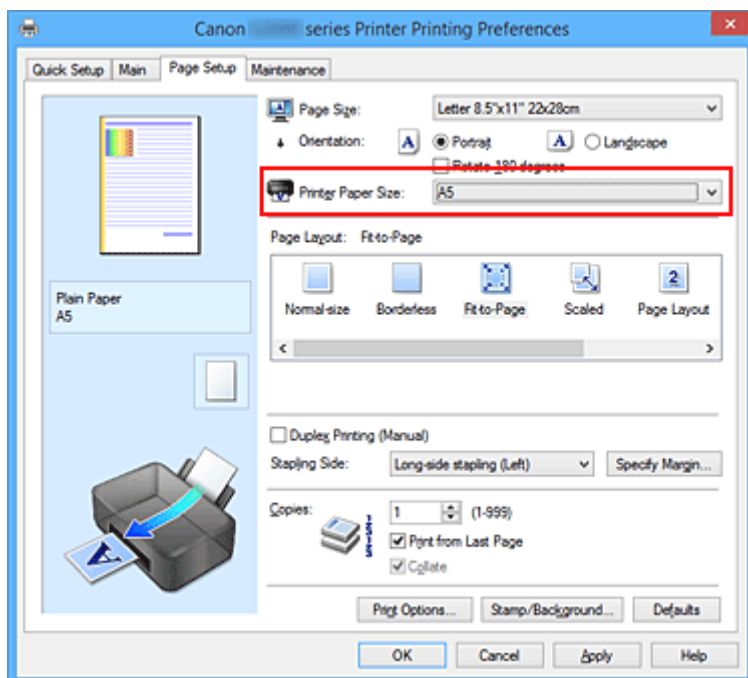 Canon series Printer Printing Preferences
Quick Setup Main Page Setup Maintenance
Page Size: Letter 8.5"x11" 22x28cm
Orientation: A Portrait A Landscape
Rotate 180 degrees
Printer Paper Size: A5
Page Layout: Fit-to-Page
Normal-size Borderless Fit-to-Page Scaled Page Layout
2
Plain Paper
A5
Duplex Printing (Manual)
Stapling Side: Long-side stapling (Left) Specify Margin...
Copies: 1 (1-999)
Print from Last Page
Collate
A
Print Options... Stamp/Background... Defaults
OK Cancel Apply Help